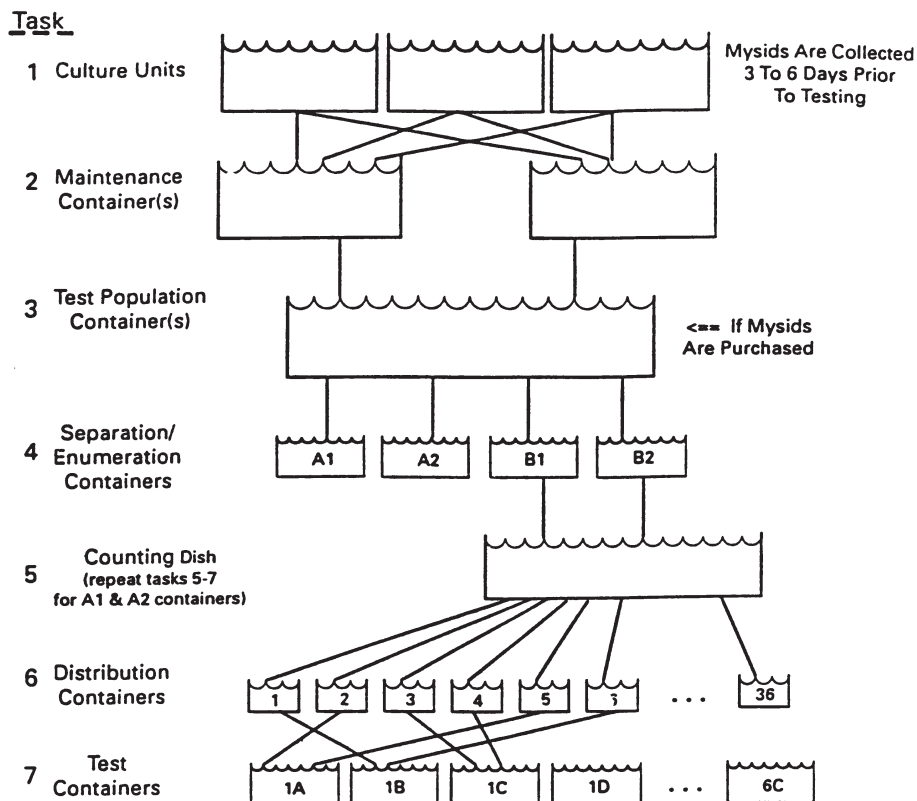 Task
1 Culture Units
Mysids Are Collected
3 To 6 Days Prior
To Testing
2 Maintenance
Container(s)
3 Test Population
Container(s)
<== If Mysids
Are Purchased
4 Separation/
Enumeration
Containers
A1 A2 B1 B2
5 Counting Dish
(repeat tasks 5-7
for A1 & A2 containers)
6 Distribution
Containers
1 2 3 4 5 ... 36
7 Test
Containers
1A 1B 1C 1D ... 6C